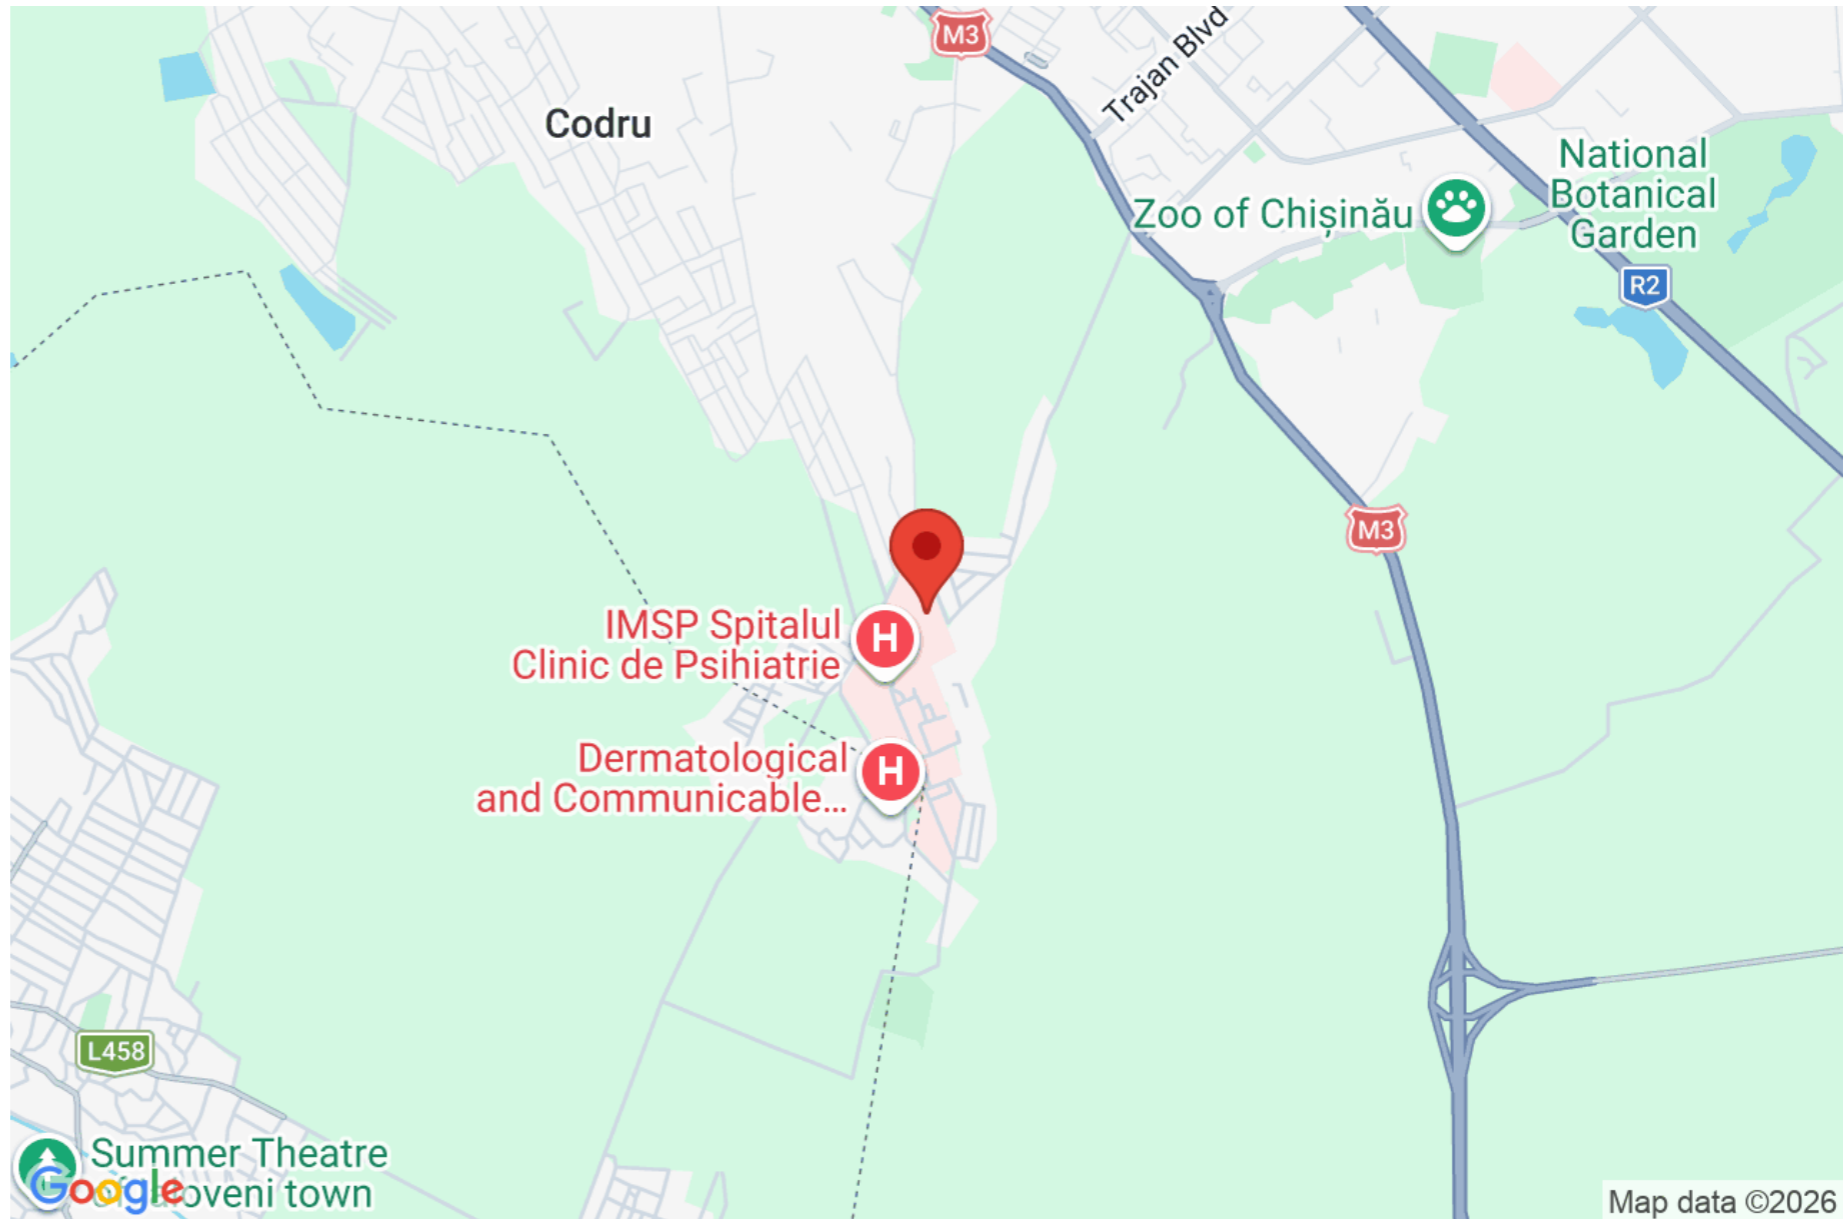 M3
Trajan Blvd
Codru
National
Botanical
Garden
Zoo of Chișinău
R2
M3
IMSP Spitalul
Clinic de Psihiatrie
H
Dermatological
and Communicable...
H
L458
Summer Theatre
oveni town
Google
Map data ©2026